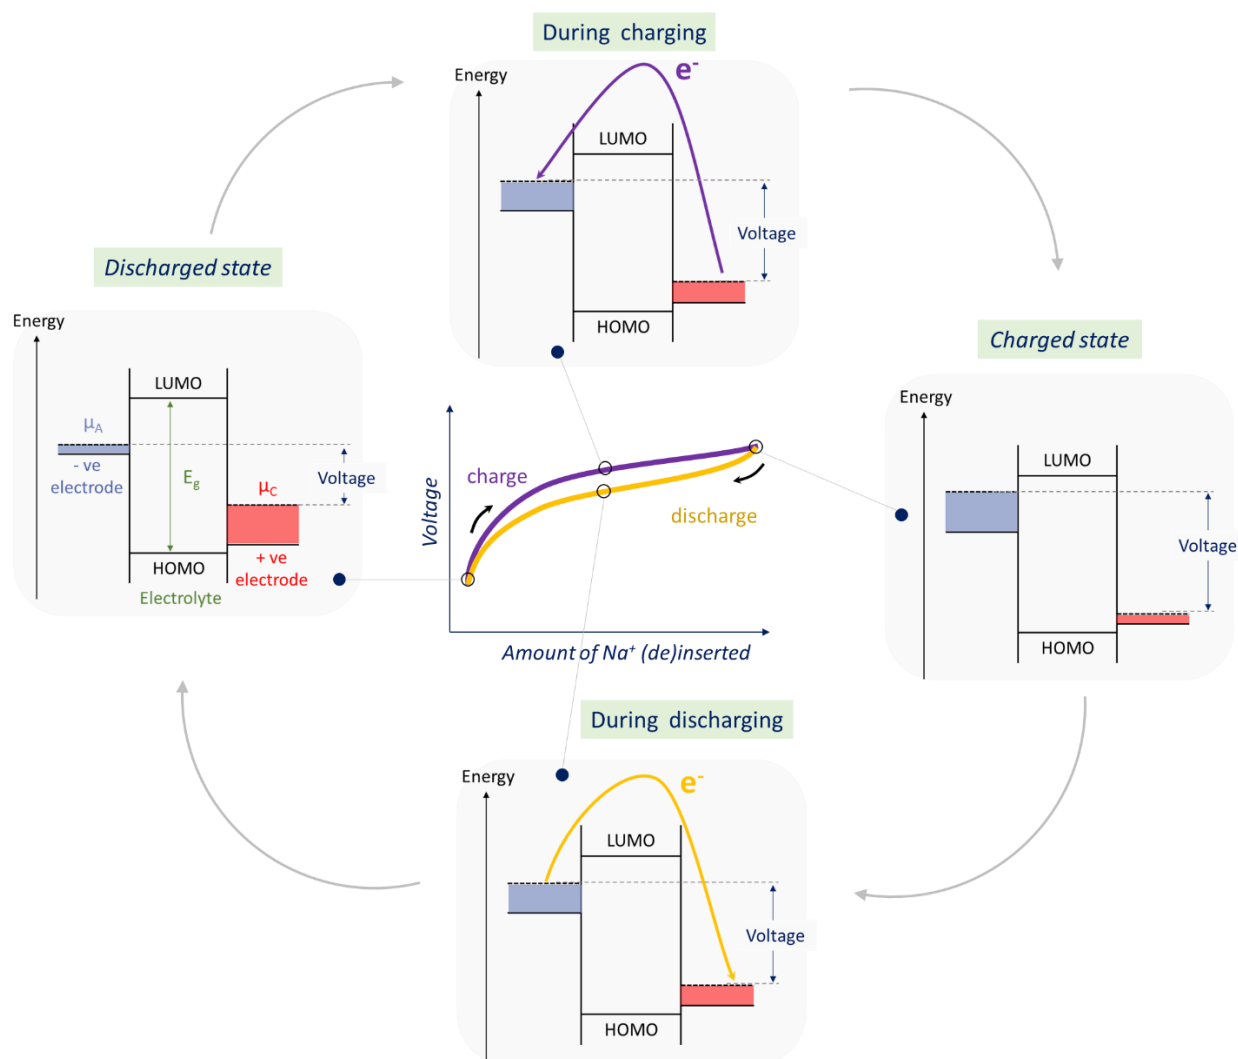 During charging
Energy
e-
LUMO
Voltage
HOMO
Discharged state
Energy
LUMO
μA
- ve
electrode
Eg
Voltage
μC
HOMO
+ ve
electrode
Electrolyte
Charged state
Energy
LUMO
Voltage
HOMO
Voltage
charge
discharge
Amount of Na+ (de)inserted
During discharging
Energy
e-
LUMO
Voltage
HOMO